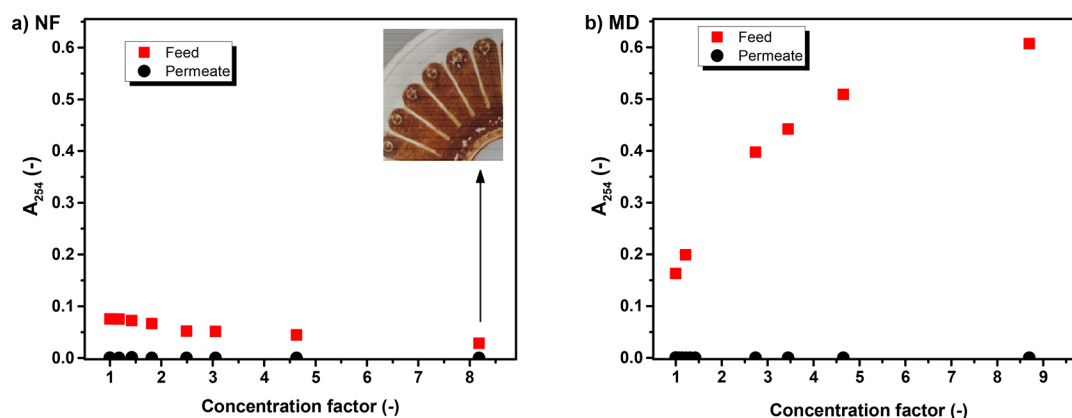 a) NF
Feed
Permeate
0.6
0.5
0.4
0.3
0.2
0.1
0.0
A254 (-)
1 2 3 4 5 6 7 8
Concentration factor (-)
b) MD
Feed
Permeate
0.6
0.5
0.4
0.3
0.2
0.1
0.0
A254 (-)
1 2 3 4 5 6 7 8 9
Concentration factor (-)